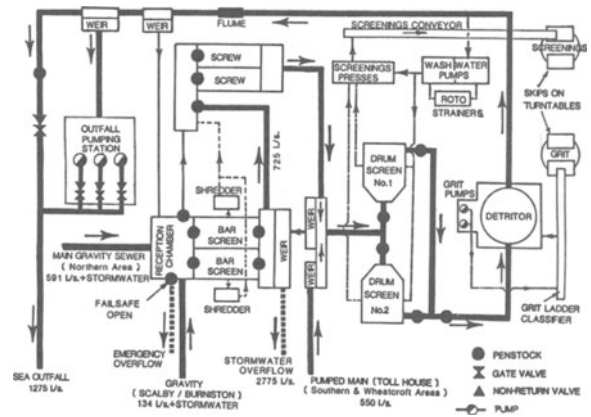 FLUME
WEIR
WEIR
SCREENINGS CONVEYOR
SCREENINGS
SCREW
SCREW
SCREENINGS
PRESSES
WASH WATER
PUMPS
ROTO
STRAINERS
SKIPS ON
TURNTABLES
OUTFALL
PUMPING
STATION
725 L/s.
DRUM
SCREEN
No.1
GRIT
GRIT
PUMPS
DETRITOR
SHREDDER
RECEPTION
CHAMBER
BAR
SCREEN
BAR
SCREEN
WEIR
WEIR
WEIR
MAIN GRAVITY SEWER
(Northern Area)
591 L/s.+STORMWATER
SHREDDER
DRUM
SCREEN
No.2
GRIT LADDER
CLASSIFIER
FAILSAFE
OPEN
EMERGENCY
OVERFLOW
STORMWATER
OVERFLOW
2775 L/s.
SEA OUTFALL
1275 L/s.
GRAVITY
(SCALBY / BURNISTON)
134 L/s.+STORMWATER
PUMPED MAIN (TOLL HOUSE)
(Southern & Wheatcroft Areas)
550 L/s.
PENSTOCK
GATE VALVE
NON-RETURN VALVE
PUMP